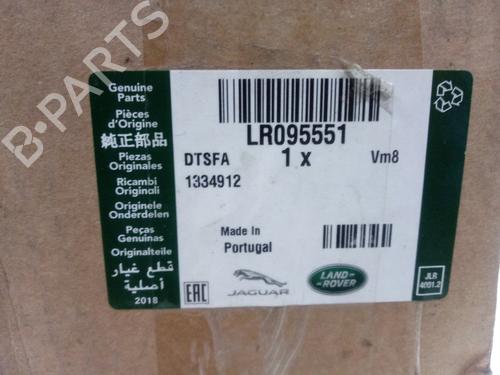 Genuine
Parts
Pièces
d'Origine
純正部品
Piezas
Originales
Ricambi
Originali
Originele
Onderdelen
Peças
Genuinas
Originalteile
قطع غيار
أصلية
2018
LR095551
DTSFA
1 x
Vm8
1334912
Made In
Portugal
EAC
JAGUAR
LAND-
-ROVER
JLR
4001.2
B-PARTS